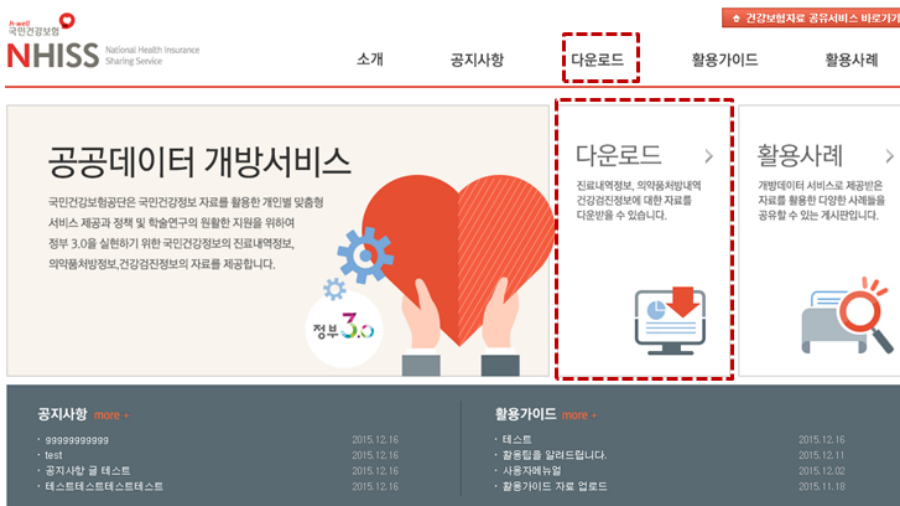 h-well
국민건강보험
NHISS National Health Insurance
Sharing Service
건강보험자료 공유서비스 바로가기
소개 공지사항 다운로드 활용가이드 활용사례
공공데이터 개방서비스
국민건강보험공단은 국민건강정보 자료를 활용한 개인별 맞춤형
서비스 제공과 정책 및 학술연구의 원활한 지원을 위하여
정부 3.0을 실현하기 위한 국민건강정보의 진료내역정보,
의약품처방정보,건강검진정보의 자료를 제공합니다.
정부 3.0
다운로드 >
진료내역정보, 의약품처방내역
건강검진정보에 대한 자료를
다운받을 수 있습니다.
활용사례 >
개방데이터 서비스로 제공받은
자료를 활용한 다양한 사례들을
공유할 수 있는 게시판입니다.
공지사항 more +
· 99999999999 2015.12.16
· test 2015.12.16
· 공지사항 글 테스트 2015.12.16
· 테스트테스트테스트테스트 2015.12.16
활용가이드 more +
· 테스트 2015.12.16
· 활용팁을 알려드립니다. 2015.12.11
· 사용자메뉴얼 2015.12.02
· 활용가이드 자료 업로드 2015.11.18